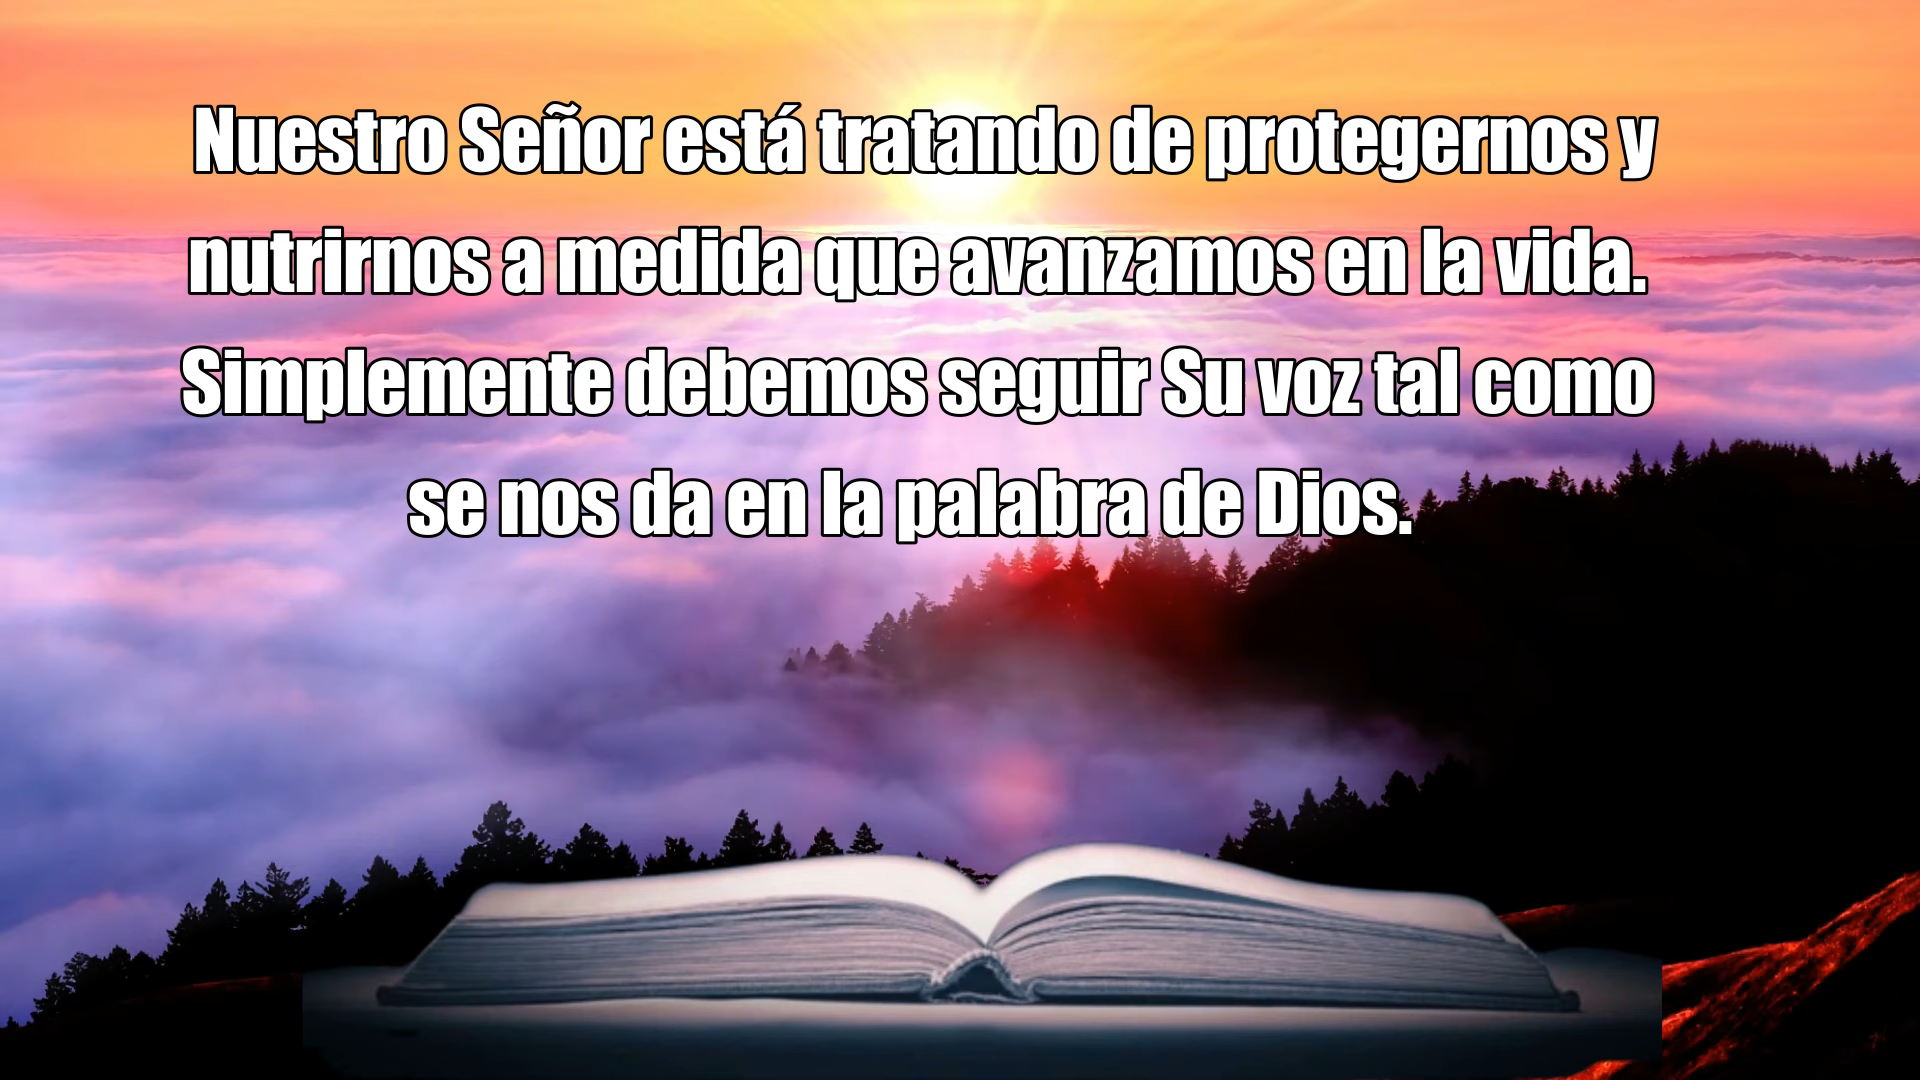 Nuestro Señor está tratando de protegernos y
nutrirnos a medida que avanzamos en la vida.
Simplemente debemos seguir Su voz tal como
se nos da en la palabra de Dios.